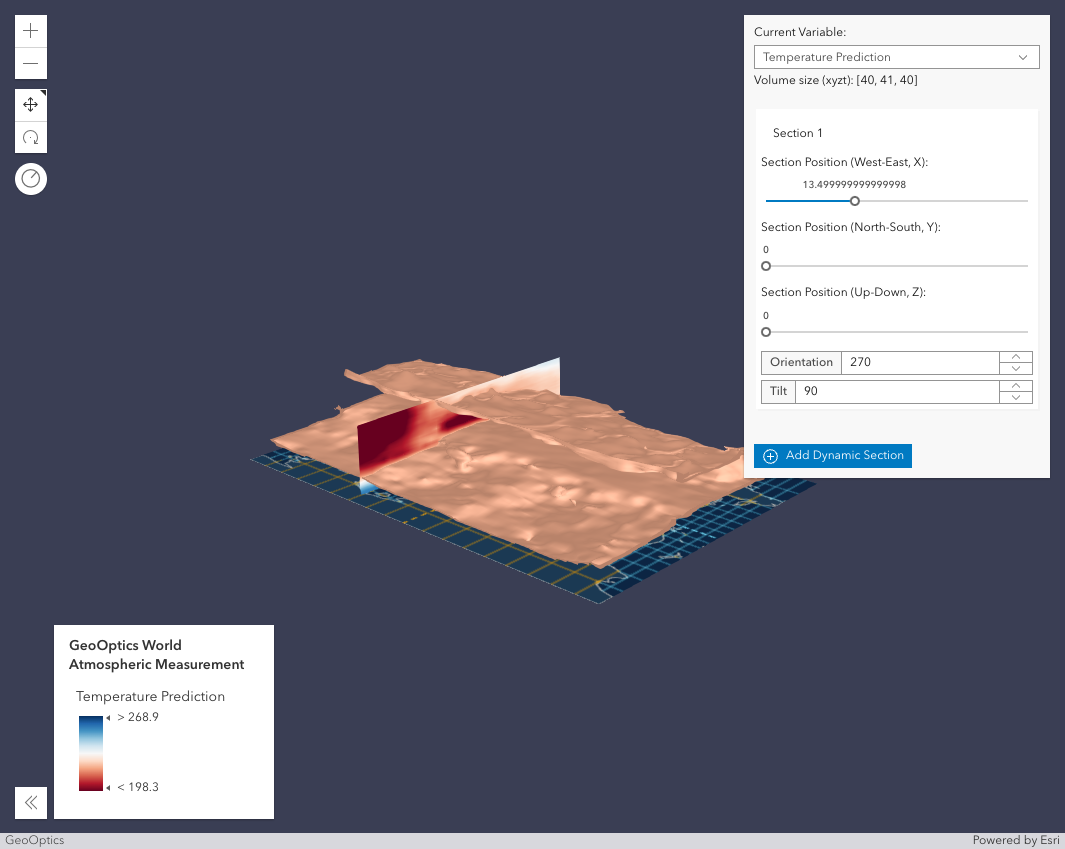 Current Variable:
Temperature Prediction
Volume size (xyzt): [40, 41, 40]
Section 1
Section Position (West-East, X):
13.499999999999998
Section Position (North-South, Y):
0
Section Position (Up-Down, Z):
0
Orientation 270
Tilt 90
Add Dynamic Section
GeoOptics World
Atmospheric Measurement
Temperature Prediction
> 268.9
< 198.3
GeoOptics
Powered by Esri